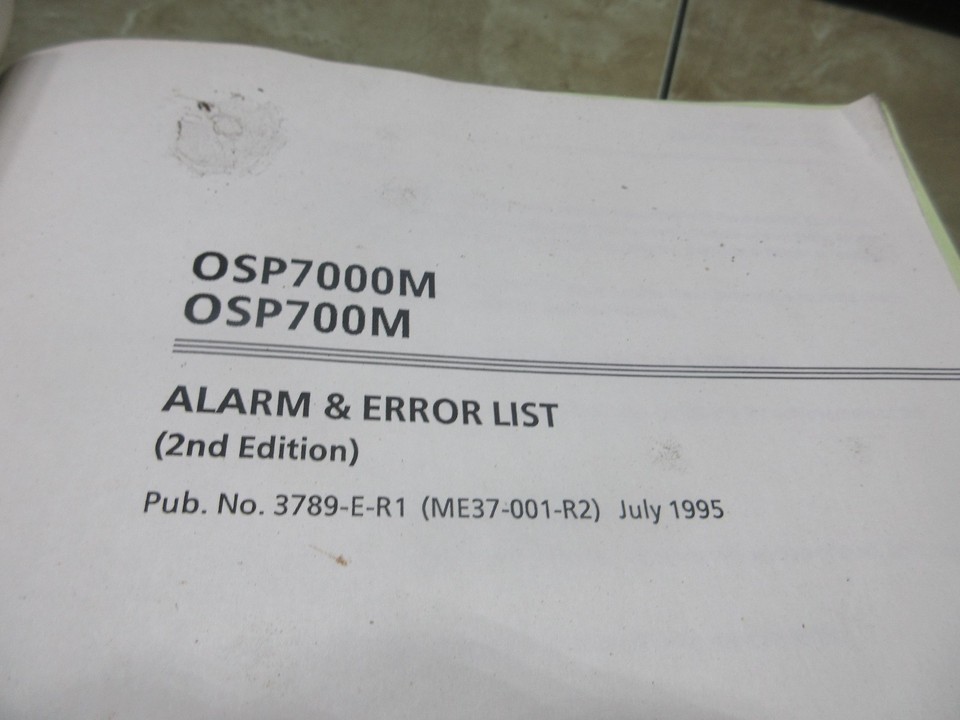 OSP7000M
OSP700M
ALARM & ERROR LIST
(2nd Edition)
Pub. No. 3789-E-R1 (ME37-001-R2) July 1995